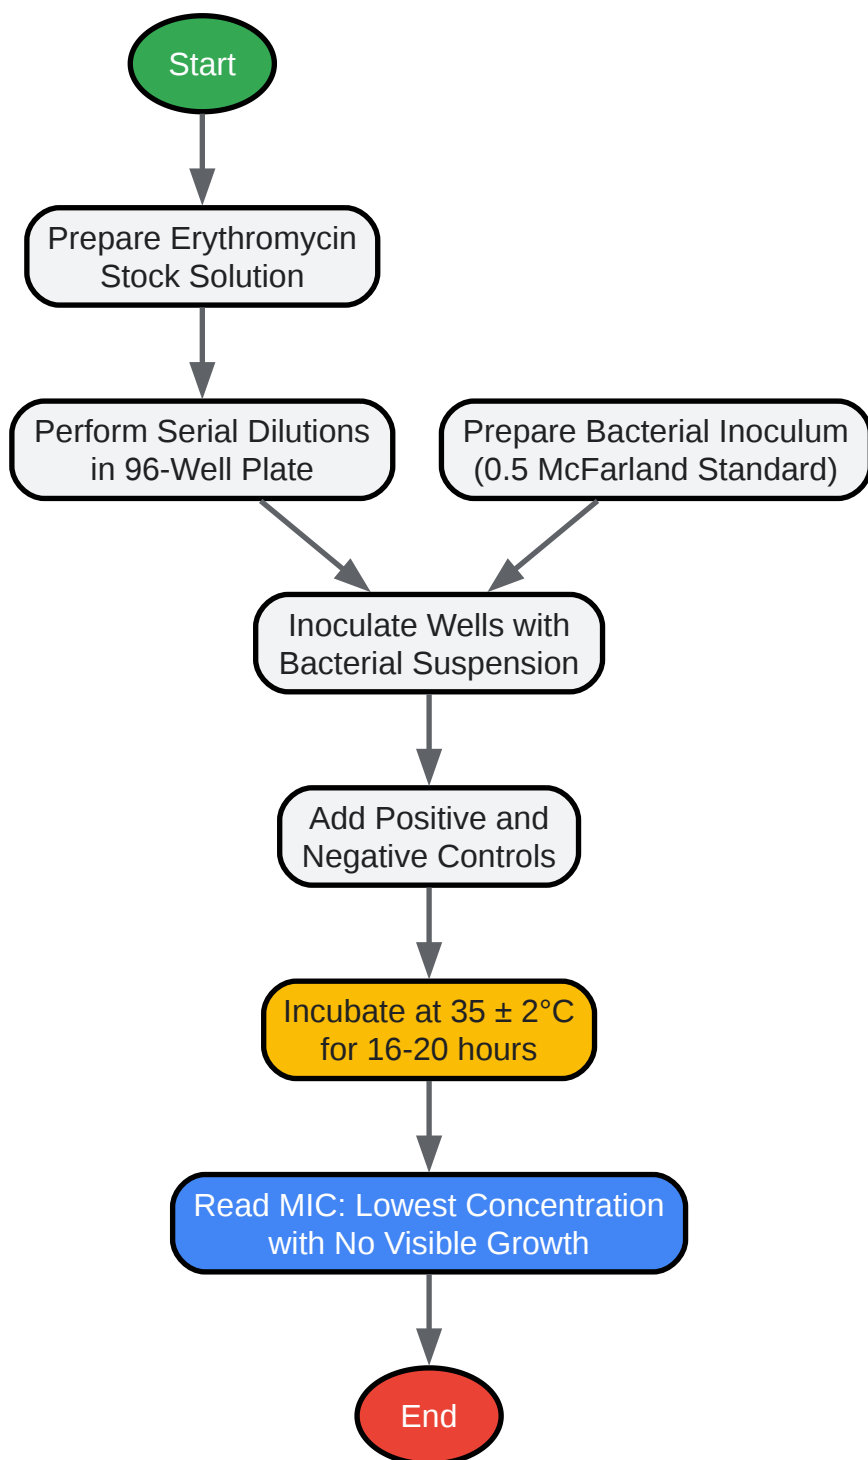 Start
Prepare Erythromycin
Stock Solution
Perform Serial Dilutions
in 96-Well Plate
Prepare Bacterial Inoculum
(0.5 McFarland Standard)
Inoculate Wells with
Bacterial Suspension
Add Positive and
Negative Controls
Incubate at 35 ± 2°C
for 16-20 hours
Read MIC: Lowest Concentration
with No Visible Growth
End